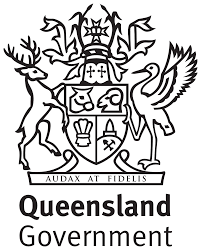 AUDAX AT FIDELIS
Queensland
Government